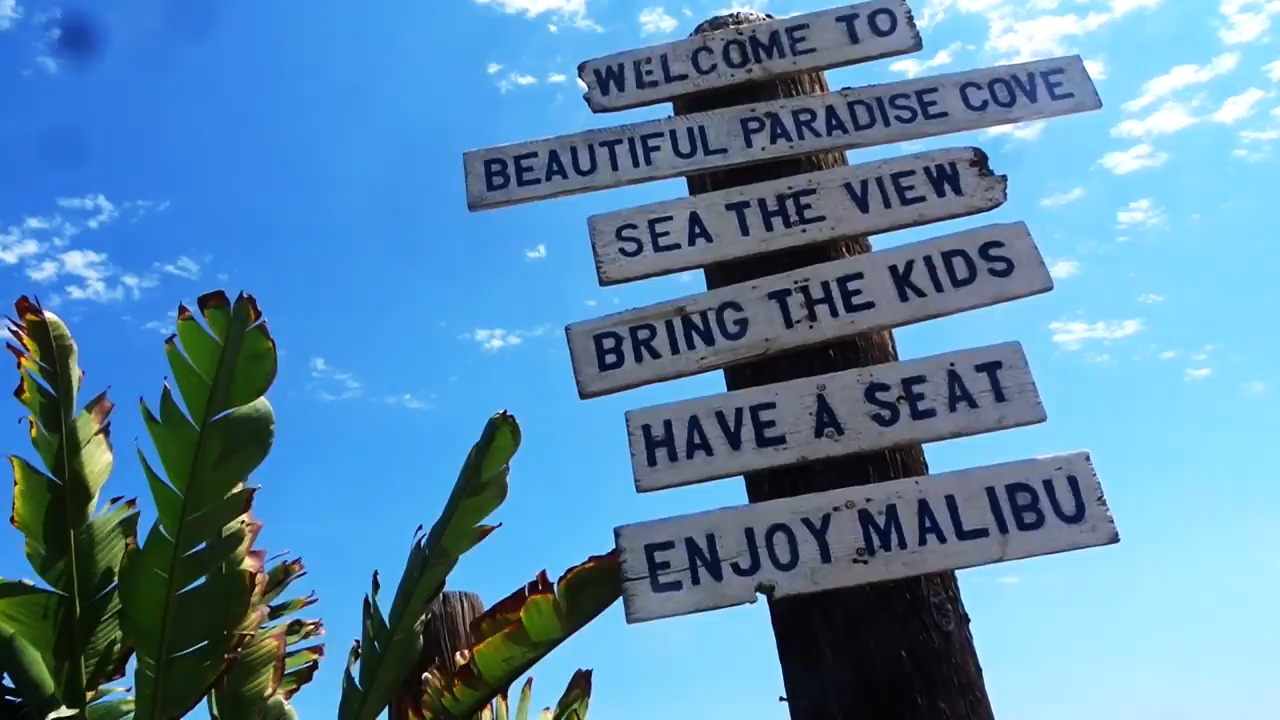 WELCOME TO
BEAUTIFUL PARADISE COVE
SEA THE VIEW
BRING THE KIDS
HAVE A SEAT
ENJOY MALIBU